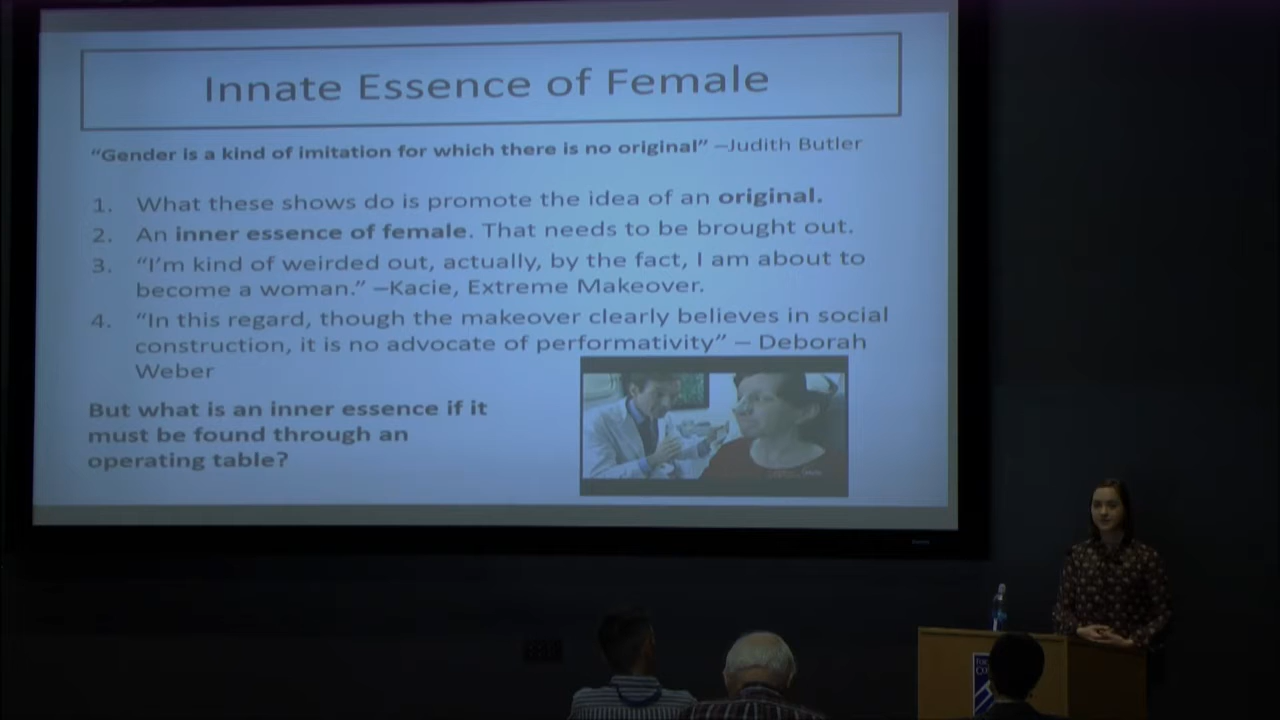 Innate Essence of Female
“Gender is a kind of imitation for which there is no original” –Judith Butler
1. What these shows do is promote the idea of an original.
2. An inner essence of female. That needs to be brought out.
3. “I’m kind of weirded out, actually, by the fact, I am about to
become a woman.” –Kacie, Extreme Makeover.
4. “In this regard, though the makeover clearly believes in social
construction, it is no advocate of performativity” – Deborah
Weber
But what is an inner essence if it
must be found through an
operating table?